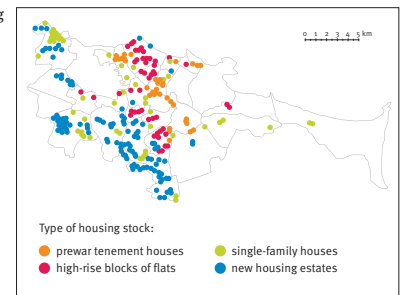 g
0 1 2 3 4 5 km
Type of housing stock:
prewar tenement houses
single-family houses
high-rise blocks of flats
new housing estates